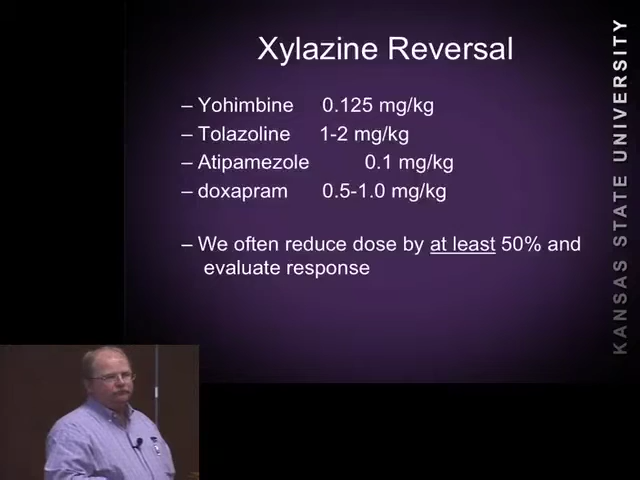 Xylazine Reversal
– Yohimbine 0.125 mg/kg
– Tolazoline 1-2 mg/kg
– Atipamezole 0.1 mg/kg
– doxapram 0.5-1.0 mg/kg
– We often reduce dose by at least 50% and
evaluate response
KANSAS STATE UNIVERSITY